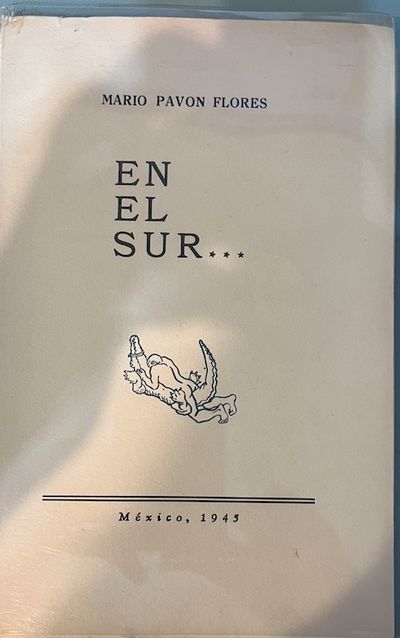 MARIO PAVON FLORES
EN
EL
SUR...
México, 1945